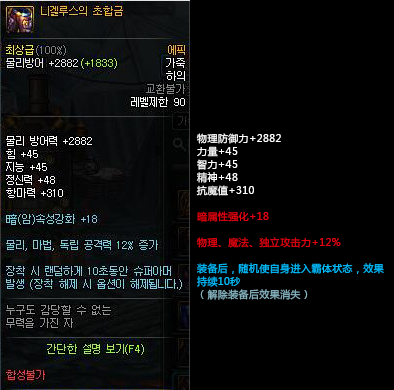 니겔루스의 초합금
최상급(100%) 에픽
물리방어 +2882(+1833) 가죽
하의
교환불가
레벨제한 90
물리 방어력 +2882
힘 +45
지능 +45
정신력 +48
항마력 +310
暗(암)속성강화 +18
물리, 마법, 독립 공격력 12% 증가
장착 시 랜덤하게 10초동안 슈퍼아머
발생 (장착 해제 시 옵션이 해제됩니다.)
누구도 감당할 수 없는
무력을 가진 자
간단한 설명 보기(F4)
합성불가
物理防御力+2882
力量+45
智力+45
精神+48
抗魔值+310
暗属性强化+18
物理、魔法、独立攻击力+12%
装备后，随机使自身进入霸体状态，效果
持续10秒
（解除装备后效果消失）